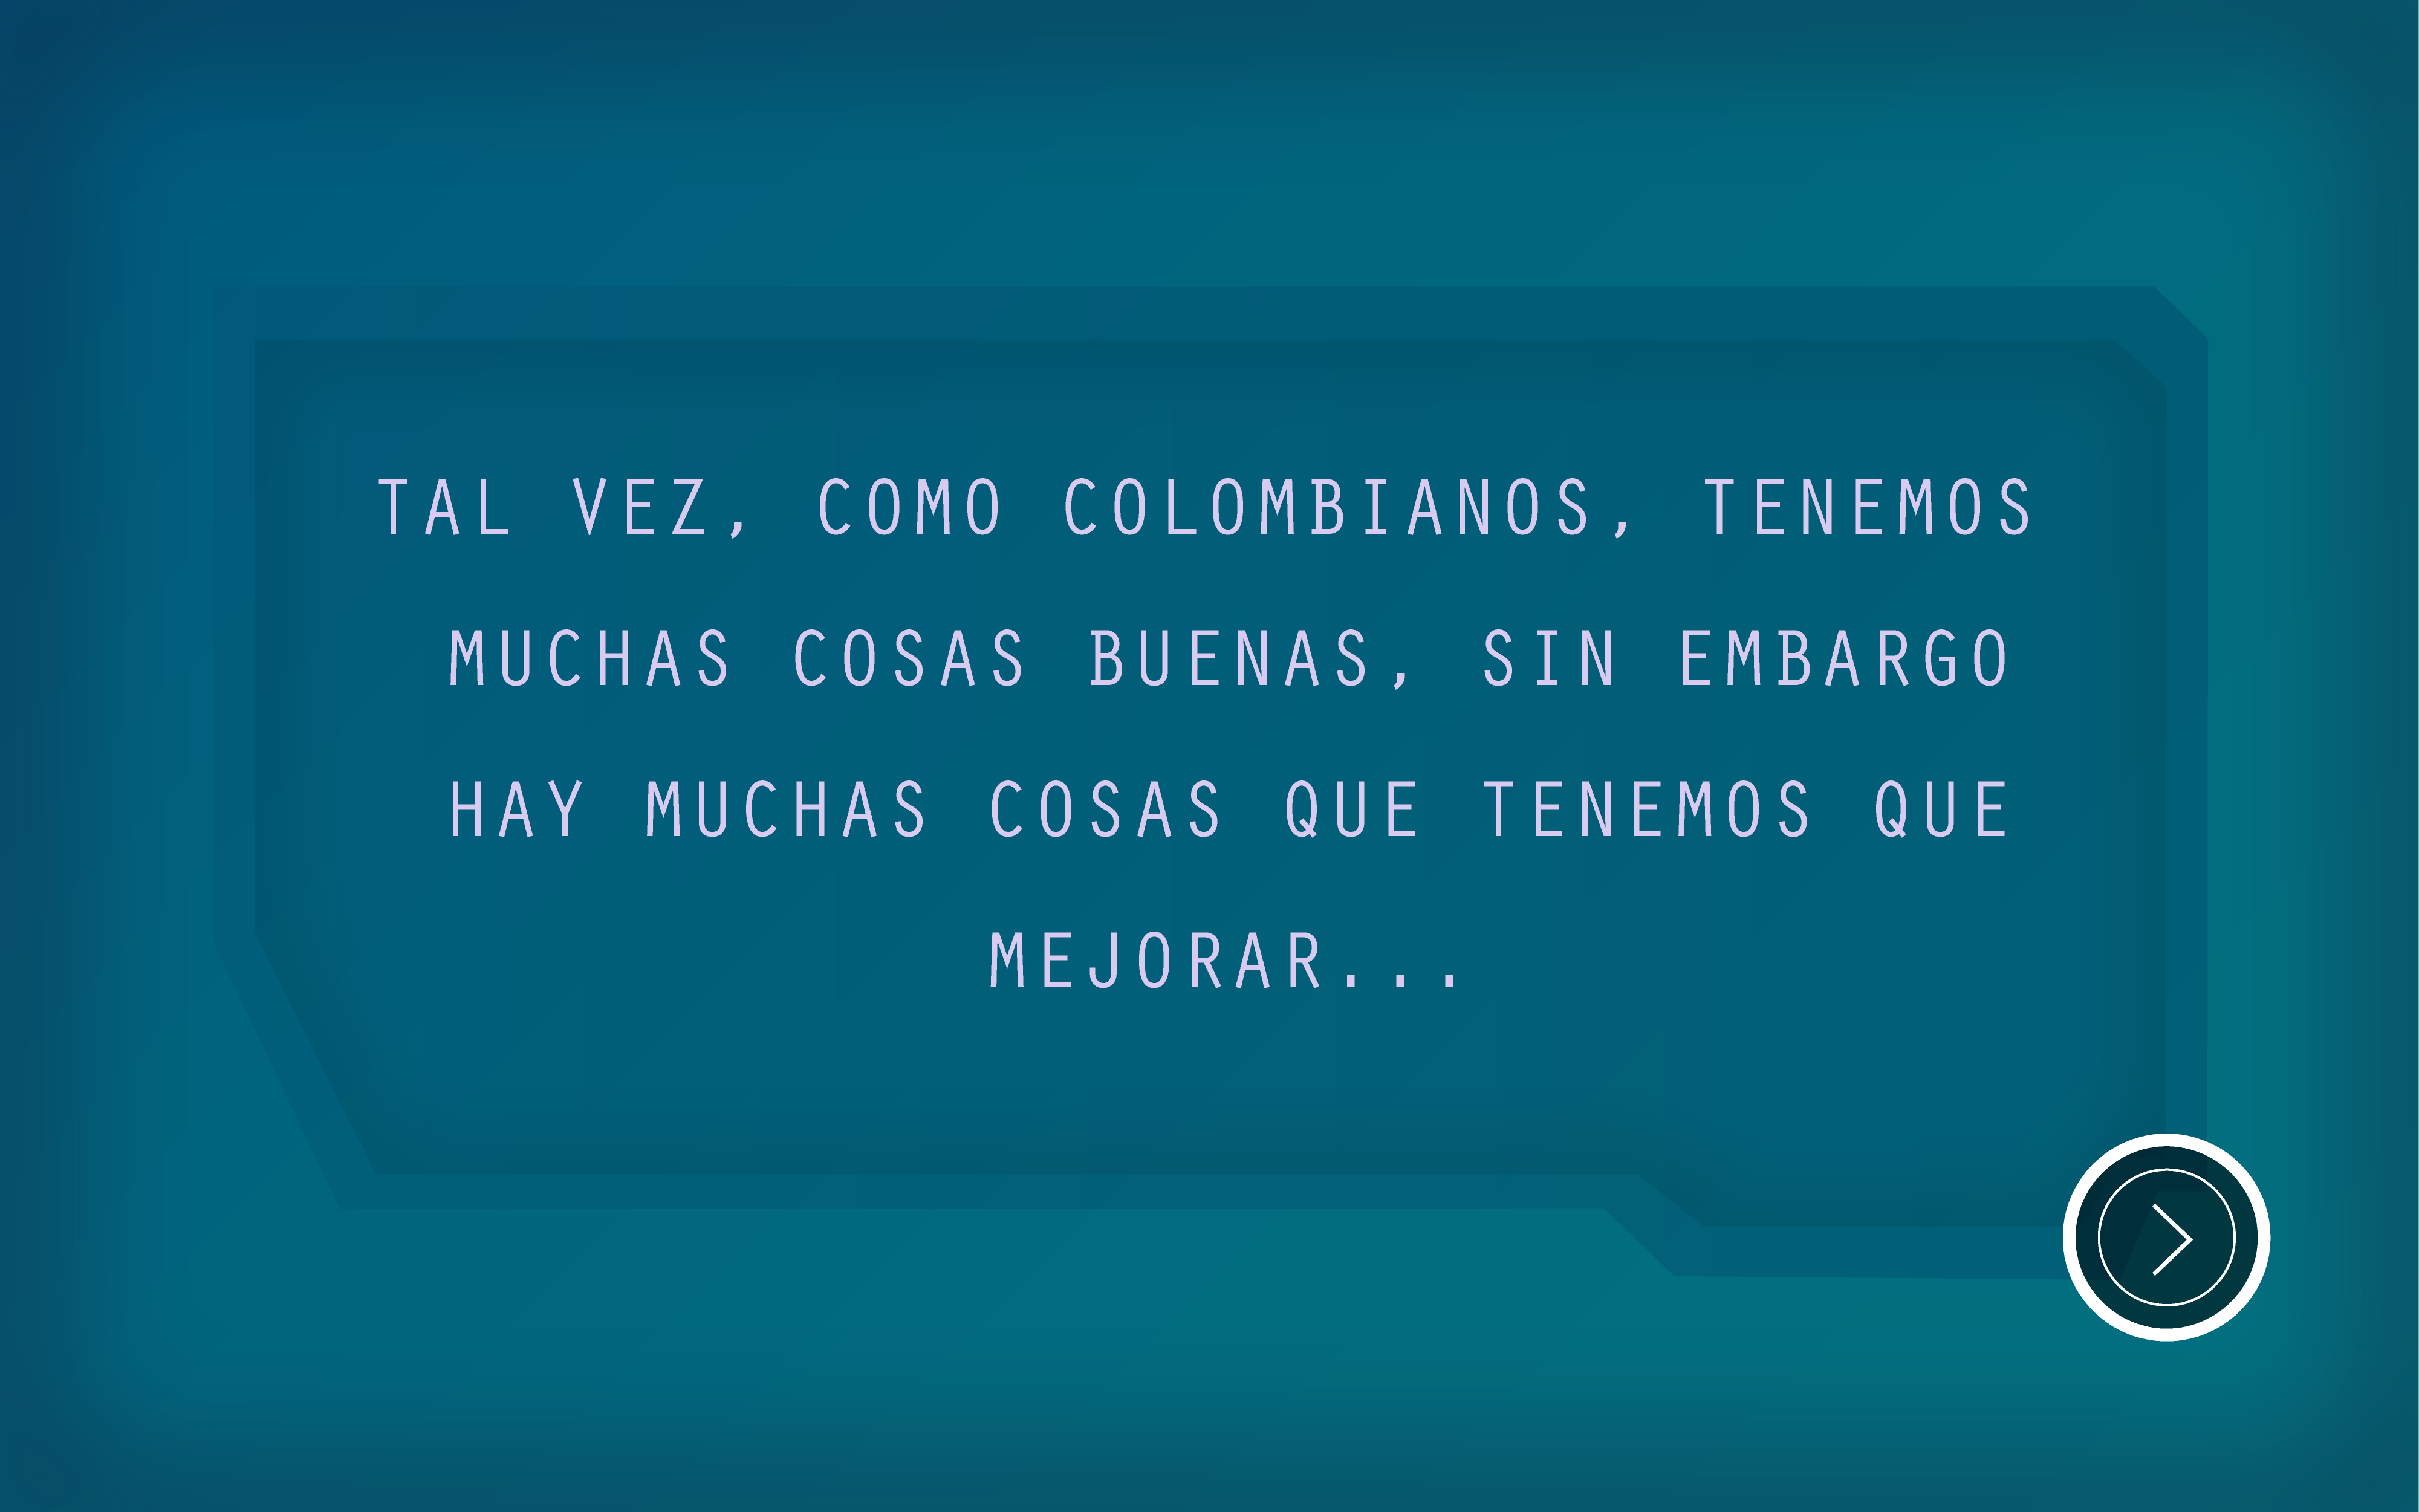 TAL VEZ, COMO COLOMBIANOS, TENEMOS
MUCHAS COSAS BUENAS, SIN EMBARGO
HAY MUCHAS COSAS QUE TENEMOS QUE
MEJORAR...